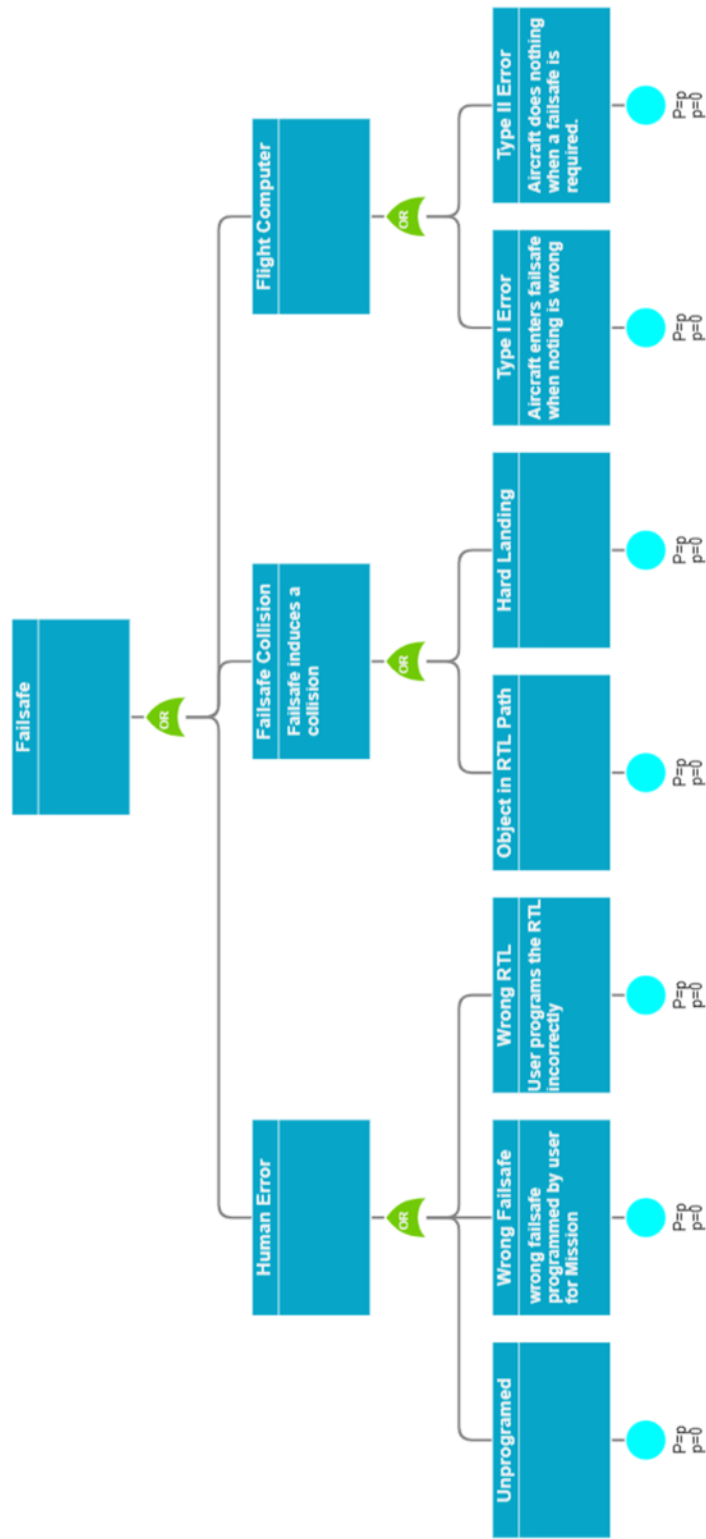 Failsafe
OR
Human Error
Failsafe Collision
Failsafe induces a
collision
Flight Computer
OR
OR
OR
Unprogramed
Wrong Failsafe
wrong failsafe
programmed by user
for Mission
Wrong RTL
User programs the RTL
incorrectly
Object in RTL Path
Hard Landing
Type I Error
Aircraft enters failsafe
when noting is wrong
Type II Error
Aircraft does nothing
when a failsafe is
required.
P=p
p=0
P=p
p=0
P=p
p=0
P=p
p=0
P=p
p=0
P=p
p=0
P=p
p=0